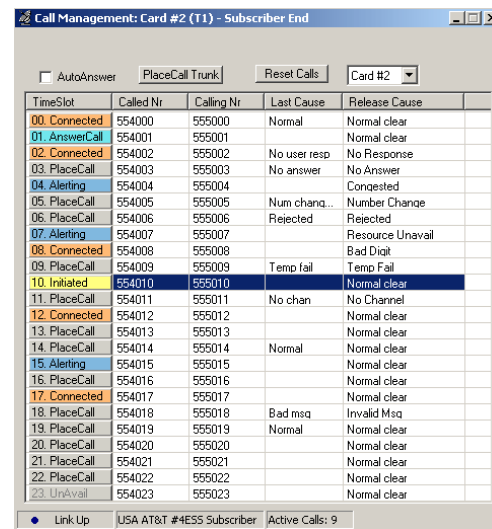 Call Management: Card #2 (T1) - Subscriber End
AutoAnswer PlaceCall Trunk Reset Calls Card #2
TimeSlot Called Nr Calling Nr Last Cause Release Cause
00. Connected 554000 555000 Normal Normal clear
01. AnswerCall 554001 555001 Normal clear
02. Connected 554002 555002 No user resp No Response
03. PlaceCall 554003 555003 No answer No Answer
04. Alerting 554004 555004 Congested
05. PlaceCall 554005 555005 Num chang... Number Change
06. PlaceCall 554006 555006 Rejected Rejected
07. Alerting 554007 555007 Resource Unavail
08. Connected 554008 555008 Bad Digit
09. PlaceCall 554009 555009 Temp fail Temp Fail
10. Initiated 554010 555010 Normal clear
11. PlaceCall 554011 555011 No chan No Channel
12. Connected 554012 555012 Normal clear
13. PlaceCall 554013 555013 Normal clear
14. PlaceCall 554014 555014 Normal Normal clear
15. Alerting 554015 555015 Normal clear
16. PlaceCall 554016 555016 Normal clear
17. Connected 554017 555017 Normal clear
18. PlaceCall 554018 555018 Bad msg Invalid Msg
19. PlaceCall 554019 555019 Normal Normal clear
20. PlaceCall 554020 555020 Normal clear
21. PlaceCall 554021 555021 Normal clear
22. PlaceCall 554022 555022 Normal clear
23. UnAvail 554023 555023 Normal clear
Link Up USA AT&T #4ESS Subscriber Active Calls: 9